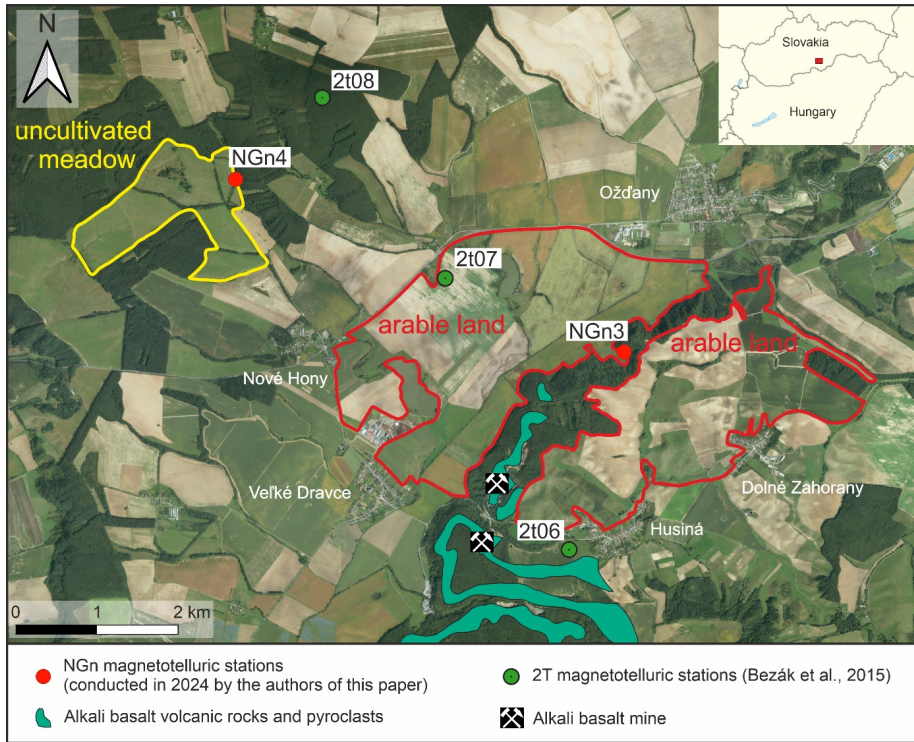 N
2t08
Slovakia
Hungary
uncultivated
meadow
NGn4
Ožďany
2t07
arable land
NGn3
arable land
Nové Hony
Veľké Dravce
Dolné Zahorany
2t06
Husiná
0 1 2 km
NGn magnetotelluric stations
(conducted in 2024 by the authors of this paper)
2T magnetotelluric stations (Bezák et al., 2015)
Alkali basalt volcanic rocks and pyroclasts
Alkali basalt mine